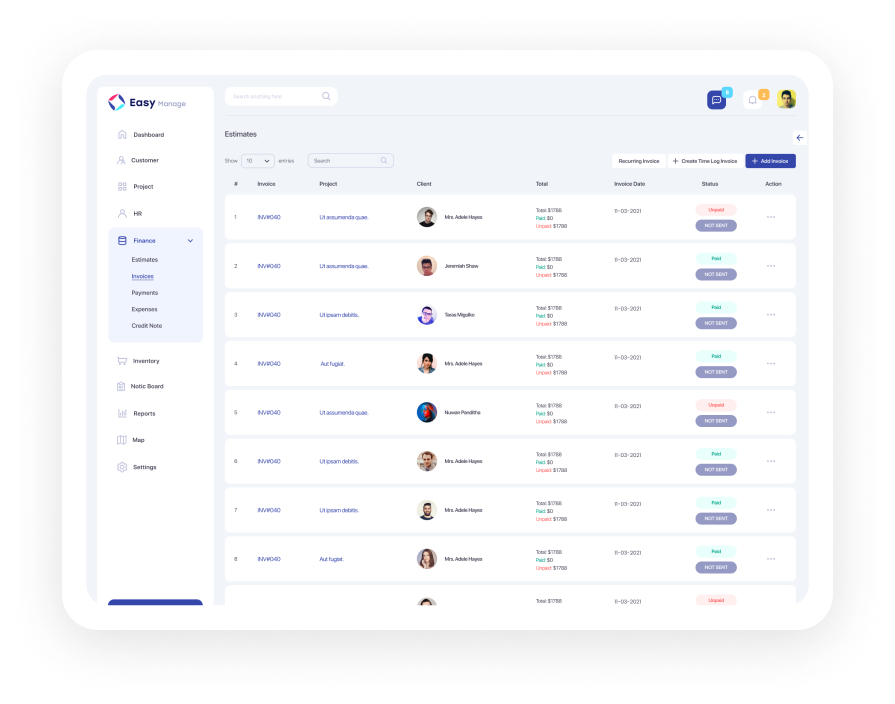 Easy Manage
Search anything here
2
Dashboard
Customer
Project
HR
Finance
Estimates
Invoices
Payments
Expenses
Credit Note
Inventory
Notic Board
Reports
Map
Settings
Estimates
Show 10 entries Search
Recurring Invoice + Create Time Log Invoice + Add Invoice
# Invoice Project Client Total Invoice Date Status Action
1 INV#040 Ut assumenda quae. Mrs. Adele Hayes Total: $1788 11-03-2021 Unpaid
Paid: $0
Unpaid: $1788 NOT SENT
2 INV#040 Ut assumenda quae. Jeremiah Shaw Total: $1788 11-03-2021 Paid
Paid: $0
Unpaid: $1788 NOT SENT
3 INV#040 Ut ipsam debitis. Taras Migulko Total: $1788 11-03-2021 Paid
Paid: $0
Unpaid: $1788 NOT SENT
4 INV#040 Aut fugiat. Mrs. Adele Hayes Total: $1788 11-03-2021 Paid
Paid: $0
Unpaid: $1788 NOT SENT
5 INV#040 Ut assumenda quae. Nuwan Panditha Total: $1788 11-03-2021 Unpaid
Paid: $0
Unpaid: $1788 NOT SENT
6 INV#040 Ut ipsam debitis. Mrs. Adele Hayes Total: $1788 11-03-2021 Paid
Paid: $0
Unpaid: $1788 NOT SENT
7 INV#040 Ut ipsam debitis. Mrs. Adele Hayes Total: $1788 11-03-2021 Paid
Paid: $0
Unpaid: $1788 NOT SENT
8 INV#040 Aut fugiat. Mrs. Adele Hayes Total: $1788 11-03-2021 Paid
Paid: $0
Unpaid: $1788 NOT SENT
Total: $1788 11-03-2021 Unpaid